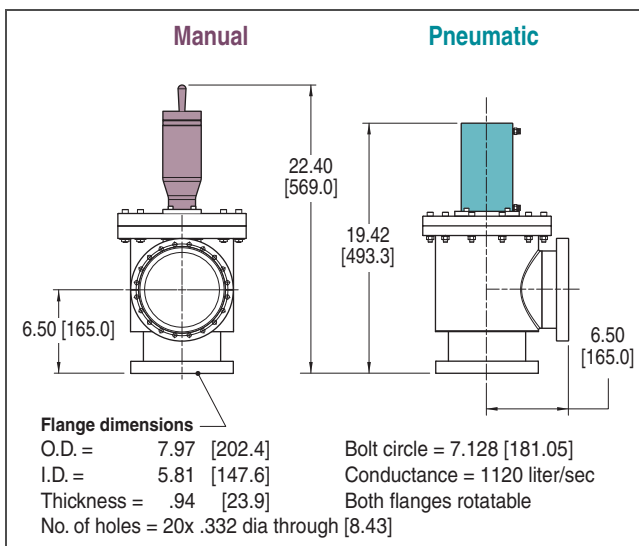 Manual
Pneumatic
22.40
[569.0]
19.42
[493.3]
6.50 [165.0]
6.50
[165.0]
Flange dimensions
O.D. = 7.97 [202.4]
I.D. = 5.81 [147.6]
Thickness = .94 [23.9]
No. of holes = 20x .332 dia through [8.43]
Bolt circle = 7.128 [181.05]
Conductance = 1120 liter/sec
Both flanges rotatable